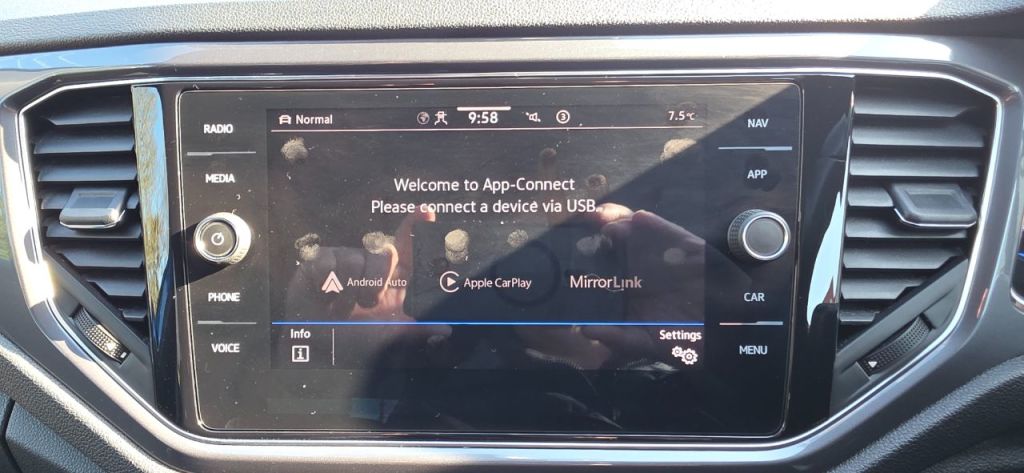 RADIO
MEDIA
PHONE
VOICE
Normal
9:58
3
7.5°C
Welcome to App-Connect
Please connect a device via USB.
Android Auto
Apple CarPlay
MirrorLink
Info
i
Settings
NAV
APP
CAR
MENU